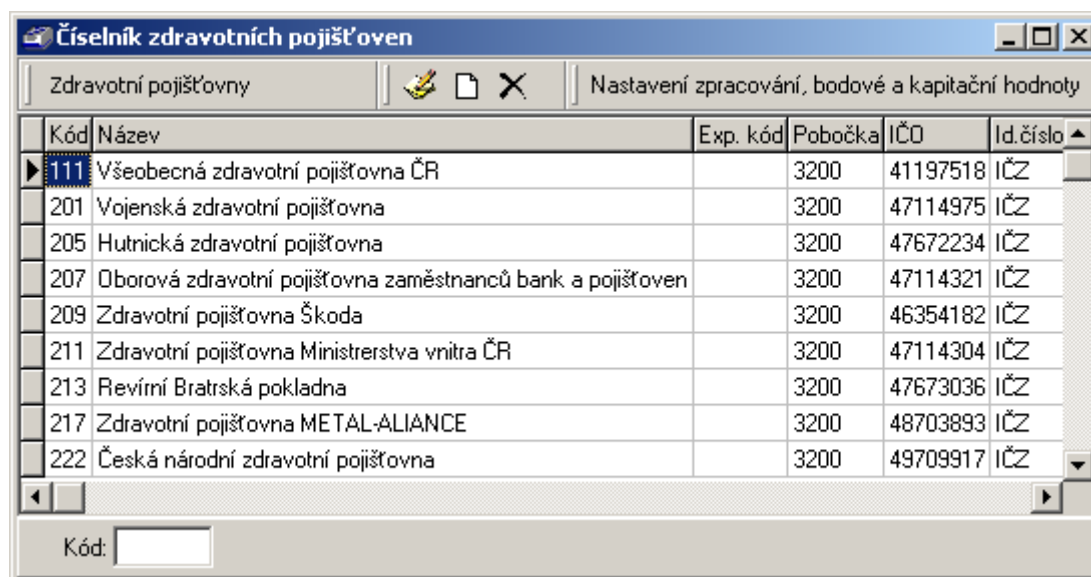 Číselník zdravotních pojišťoven
Zdravotní pojišťovny Nastavení zpracování, bodové a kapitační hodnoty
Kód Název Exp. kód Pobočka IČO Id.číslo
111 Všeobecná zdravotní pojišťovna ČR 3200 41197518 IČZ
201 Vojenská zdravotní pojišťovna 3200 47114975 IČZ
205 Hutnická zdravotní pojišťovna 3200 47672234 IČZ
207 Oborová zdravotní pojišťovna zaměstnanců bank a pojišťoven 3200 47114321 IČZ
209 Zdravotní pojišťovna Škoda 3200 46354182 IČZ
211 Zdravotní pojišťovna Ministrerstva vnitra ČR 3200 47114304 IČZ
213 Revírní Bratrská pokladna 3200 47673036 IČZ
217 Zdravotní pojišťovna METAL-ALIANCE 3200 48703893 IČZ
222 Česká národní zdravotní pojišťovna 3200 49709917 IČZ
Kód: